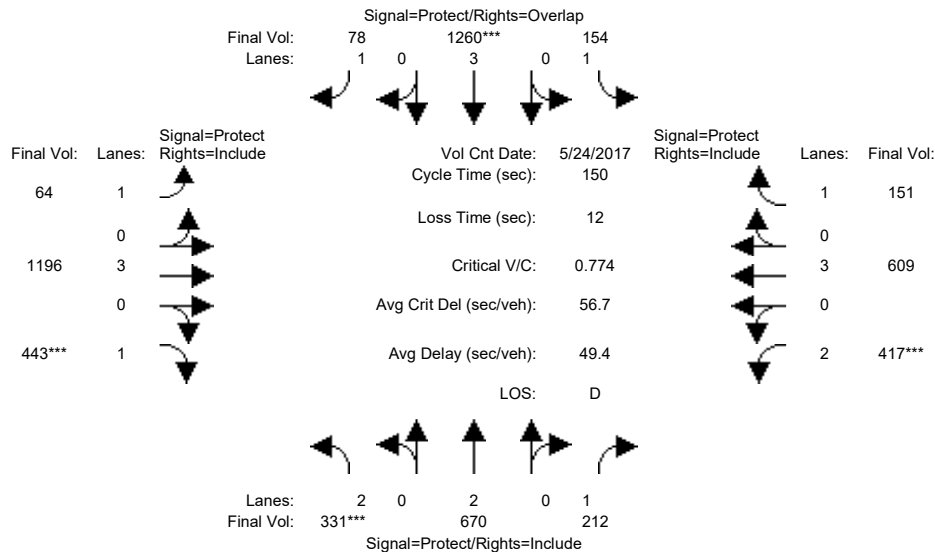 Signal=Protect/Rights=Overlap
Final Vol: 78 1260*** 154
Lanes: 1 0 3 0 1
Signal=Protect
Final Vol: Lanes: Rights=Include
Vol Cnt Date: 5/24/2017
Signal=Protect
Rights=Include Lanes: Final Vol:
Cycle Time (sec): 150
64 1
1 151
Loss Time (sec): 12
0
0
1196 3
Critical V/C: 0.774
3 609
0
Avg Crit Del (sec/veh): 56.7
0
443*** 1
Avg Delay (sec/veh): 49.4
2 417***
LOS: D
Lanes: 2 0 2 0 1
Final Vol: 331*** 670 212
Signal=Protect/Rights=Include